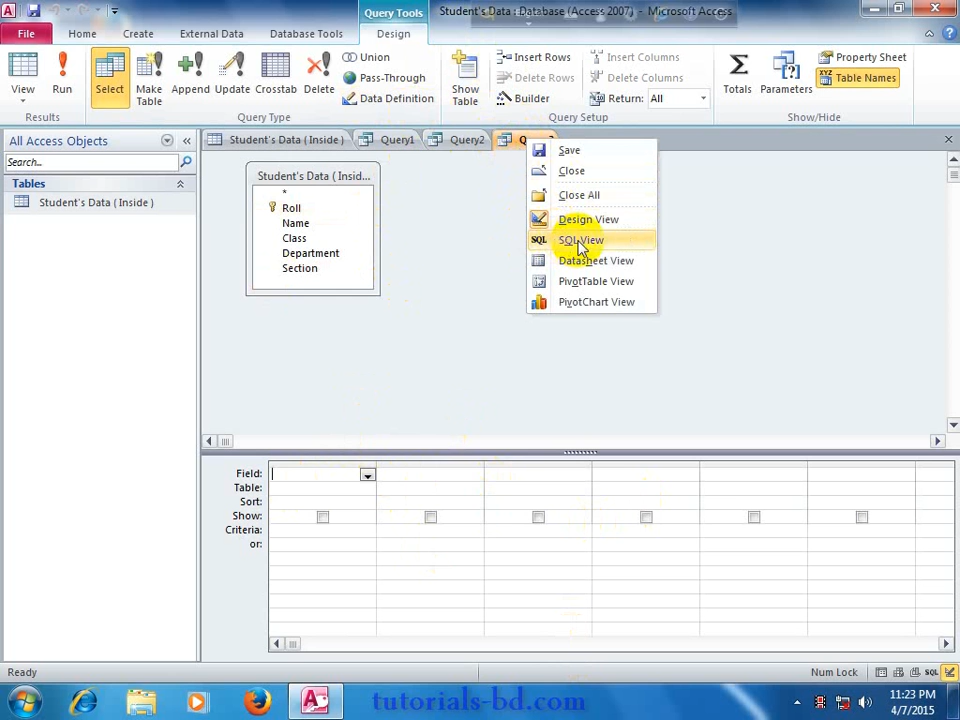 Query Tools
Student's Data : Database (Access 2007) - Microsoft Access
File
Home
Create
External Data
Database Tools
Design
View
Run
Results
Select
Make
Table
Append
Update
Crosstab
Delete
Union
Pass-Through
Data Definition
Query Type
Show
Table
Insert Rows
Delete Rows
Builder
Insert Columns
Delete Columns
Return:
All
Query Setup
Totals
Parameters
Property Sheet
XYZ
Table Names
Show/Hide
All Access Objects
Search...
Tables
Student's Data ( Inside )
Student's Data ( Inside )
Query1
Query2
Student's Data ( Insid...
*
Roll
Name
Class
Department
Section
Save
Close
Close All
Design View
SQL
SQL View
Datasheet View
PivotTable View
PivotChart View
Field:
Table:
Sort:
Show:
Criteria:
or:
Ready
Num Lock
SQL
tutorials-bd.com
11:23 PM
4/7/2015